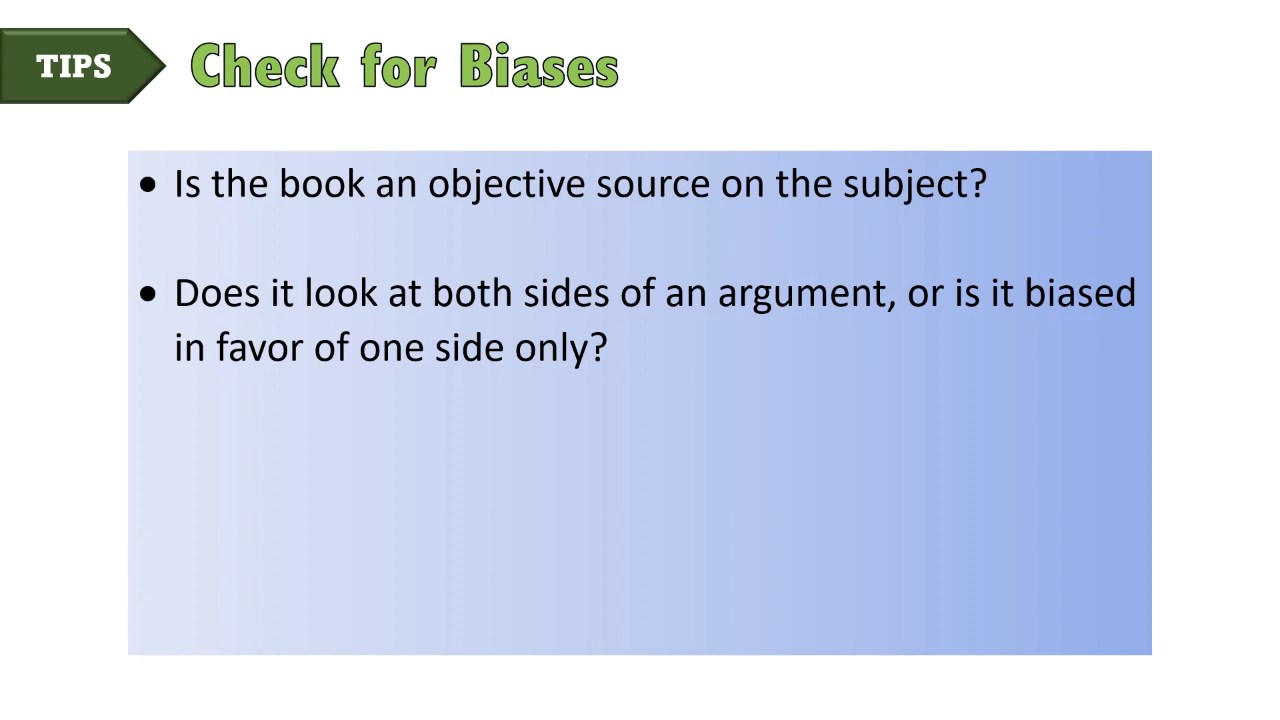 TIPS
Check for Biases
• Is the book an objective source on the subject?
• Does it look at both sides of an argument, or is it biased
in favor of one side only?